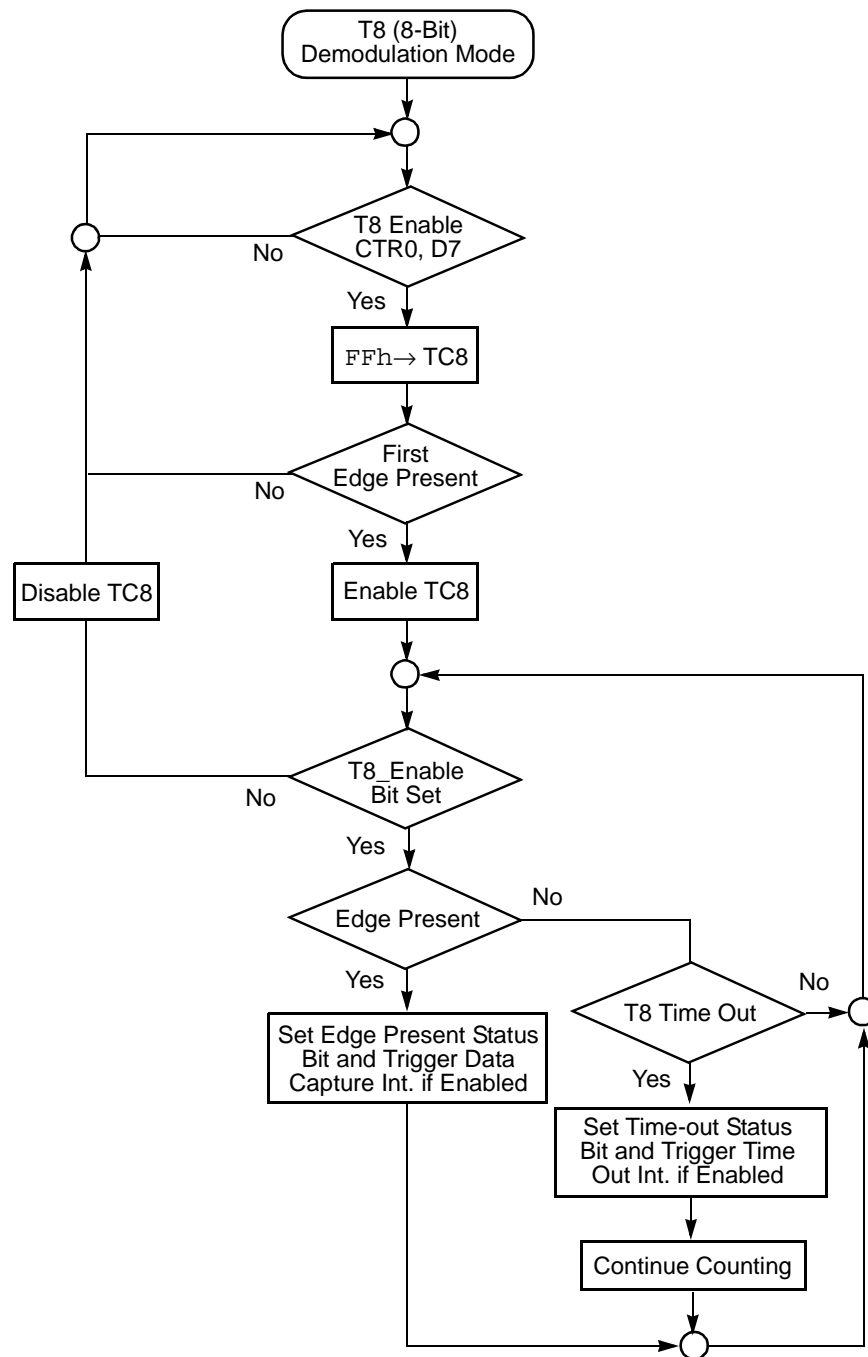 T8 (8-Bit)
Demodulation Mode
T8 Enable
CTR0, D7
No
Yes
FFh→ TC8
First
Edge Present
No
Yes
Disable TC8
Enable TC8
T8_Enable
Bit Set
No
Yes
Edge Present
No
Yes
T8 Time Out
No
Set Edge Present Status
Bit and Trigger Data
Capture Int. if Enabled
Yes
Set Time-out Status
Bit and Trigger Time
Out Int. if Enabled
Continue Counting